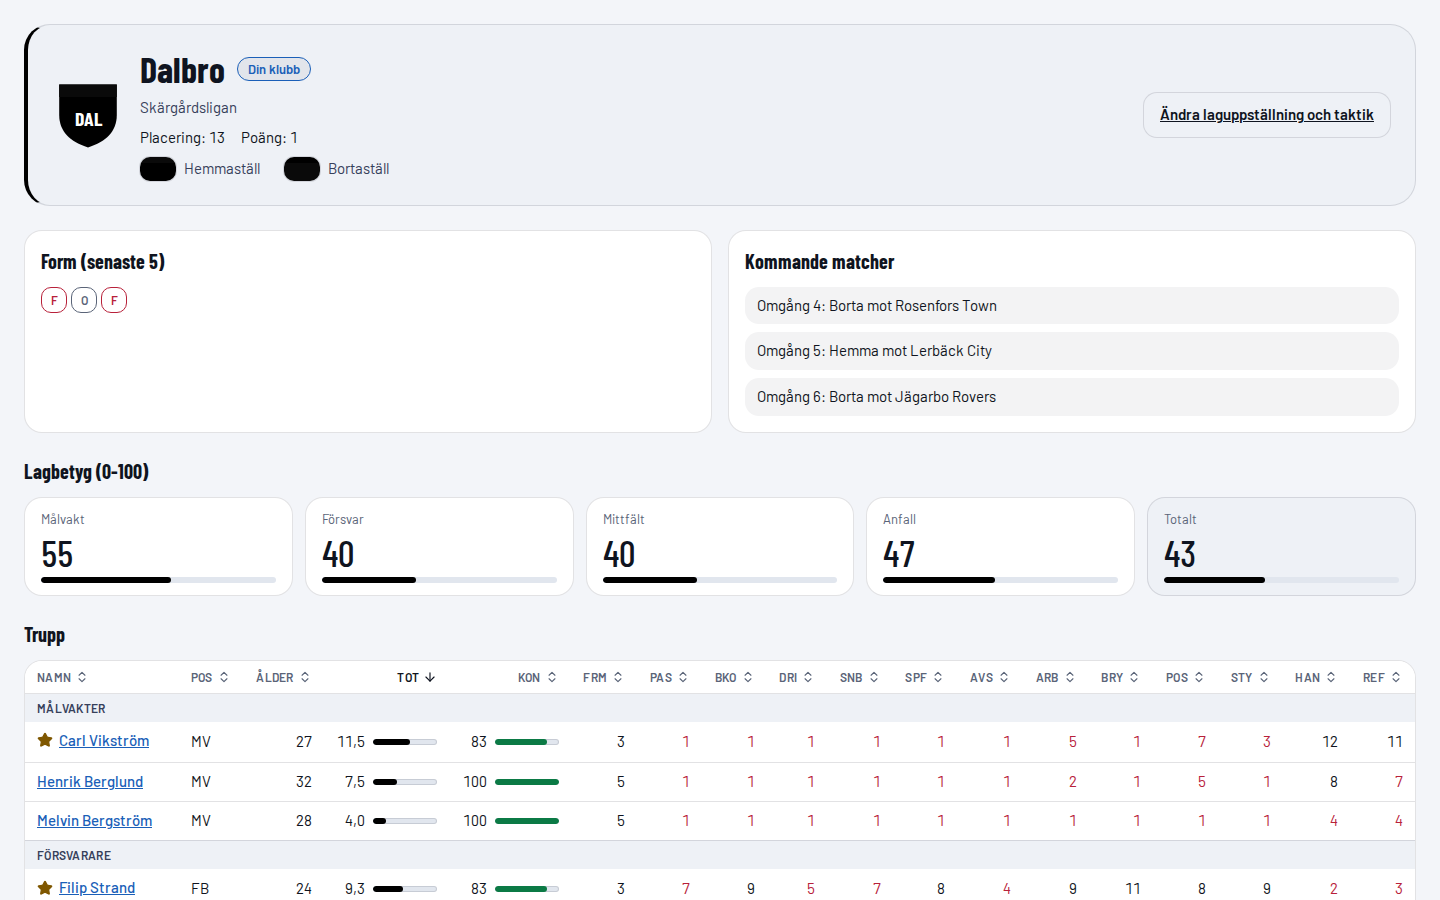 Dalbro Din klubb
DAL
Skärgårdsligan
Placering: 13 Poäng: 1
Hemmaställ Bortaställ
Ändra laguppställning och taktik
Form (senaste 5)
F O F
Kommande matcher
Omgång 4: Borta mot Rosenfors Town
Omgång 5: Hemma mot Lerbäck City
Omgång 6: Borta mot Jägarbo Rovers
Lagbetyg (0-100)
Målvakt
55
Försvar
40
Mittfält
40
Anfall
47
Totalt
43
Trupp
NAMN POS ÅLDER TOT KON FRM PAS BKO DRI SNB SPF AVS ARB BRY POS STY HAN REF
MÅLVAKTER
Carl Vikström MV 27 11,5 83 3 1 1 1 1 1 1 5 1 7 3 12 11
Henrik Berglund MV 32 7,5 100 5 1 1 1 1 1 1 2 1 5 1 8 7
Melvin Bergström MV 28 4,0 100 5 1 1 1 1 1 1 1 1 1 1 4 4
FÖRSVARARE
Filip Strand FB 24 9,3 83 3 7 9 5 7 8 4 9 11 8 9 2 3